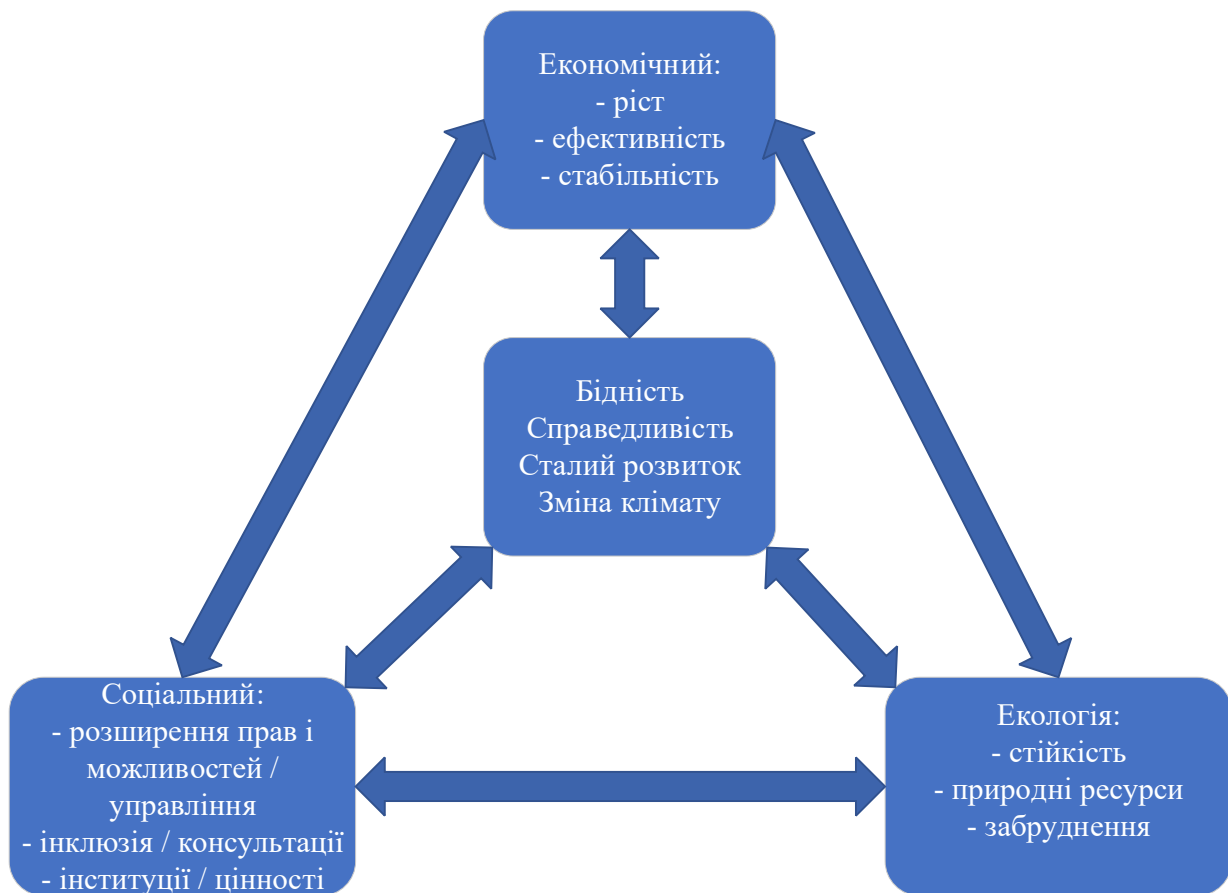 Економічний:
- ріст
- ефективність
- стабільність
Бідність
Справедливість
Сталий розвиток
Зміна клімату
Соціальний:
- розширення прав і
можливостей /
управління
- інклюзія / консультації
- інституції / цінності
Екологія:
- стійкість
- природні ресурси
- забруднення